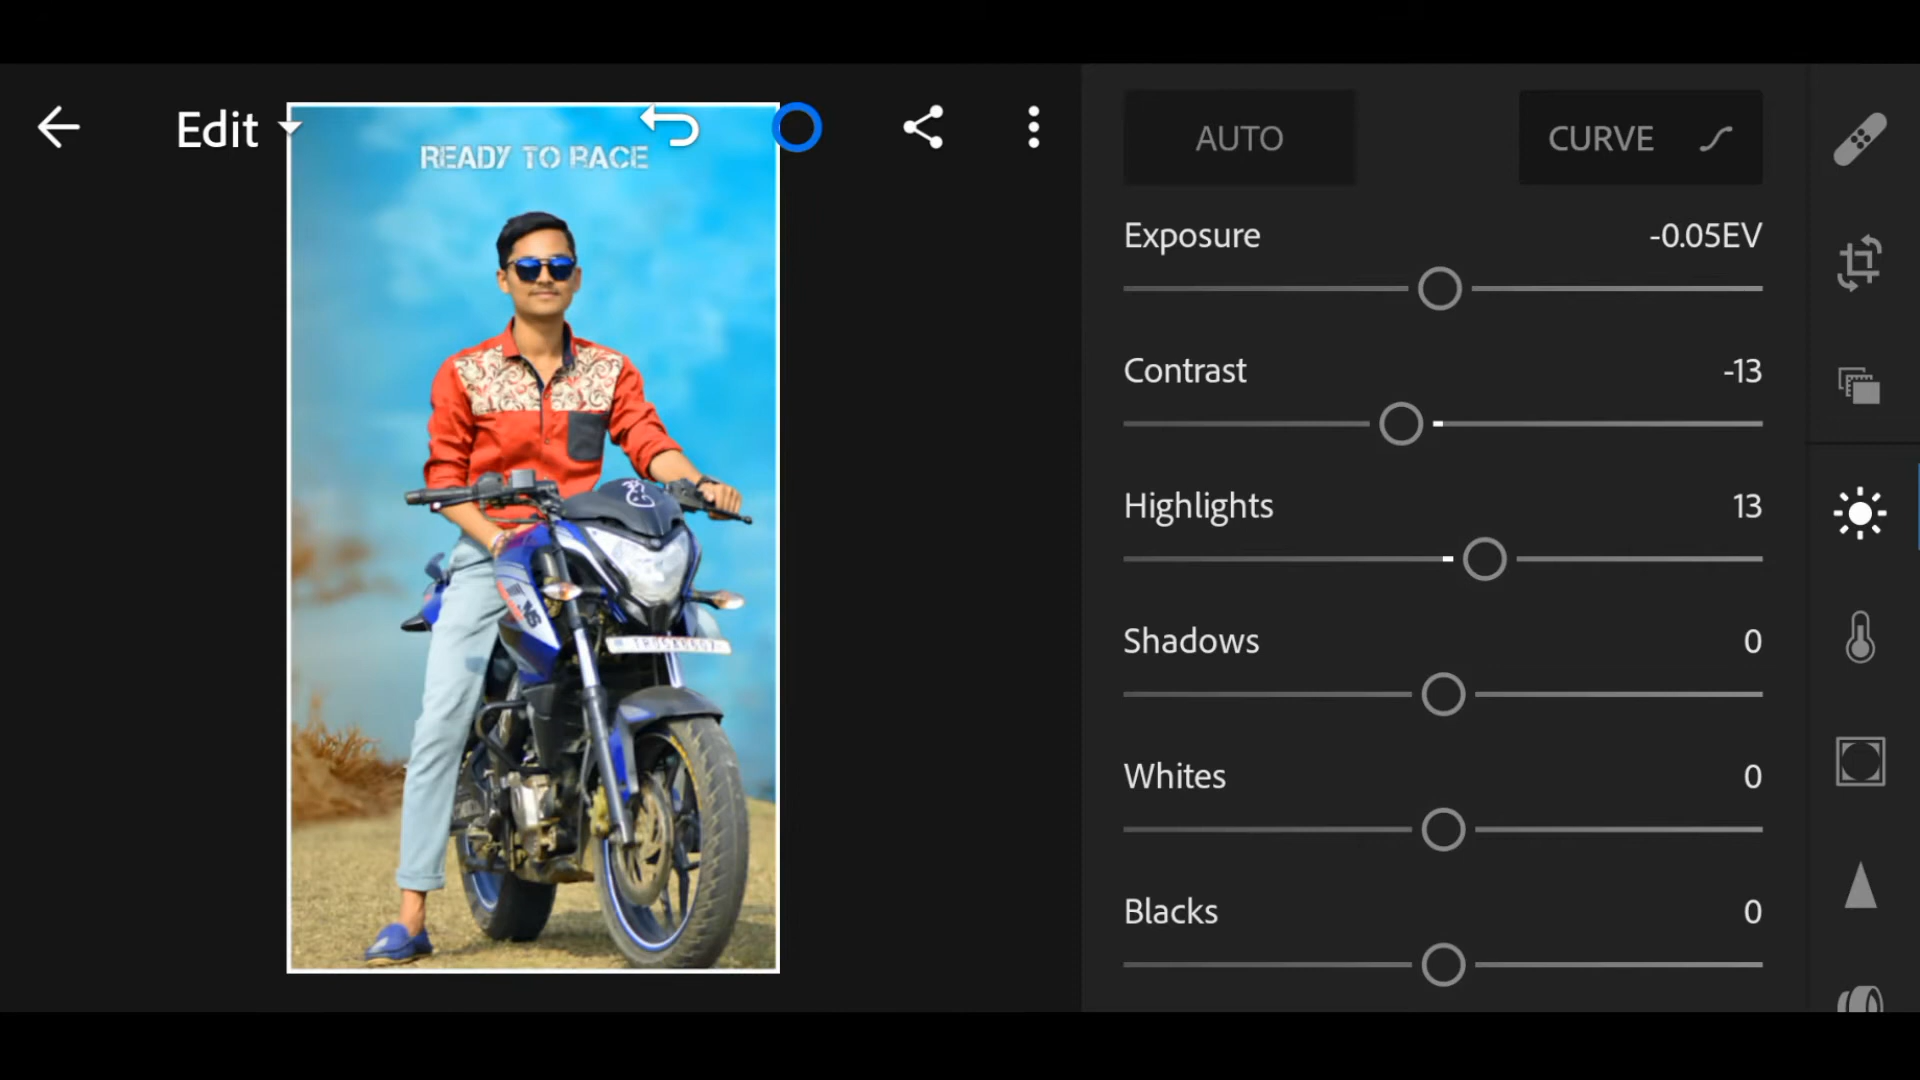 Edit
READY TO RACE
AUTO
CURVE
Exposure -0.05EV
Contrast -13
Highlights 13
Shadows 0
Whites 0
Blacks 0
NS